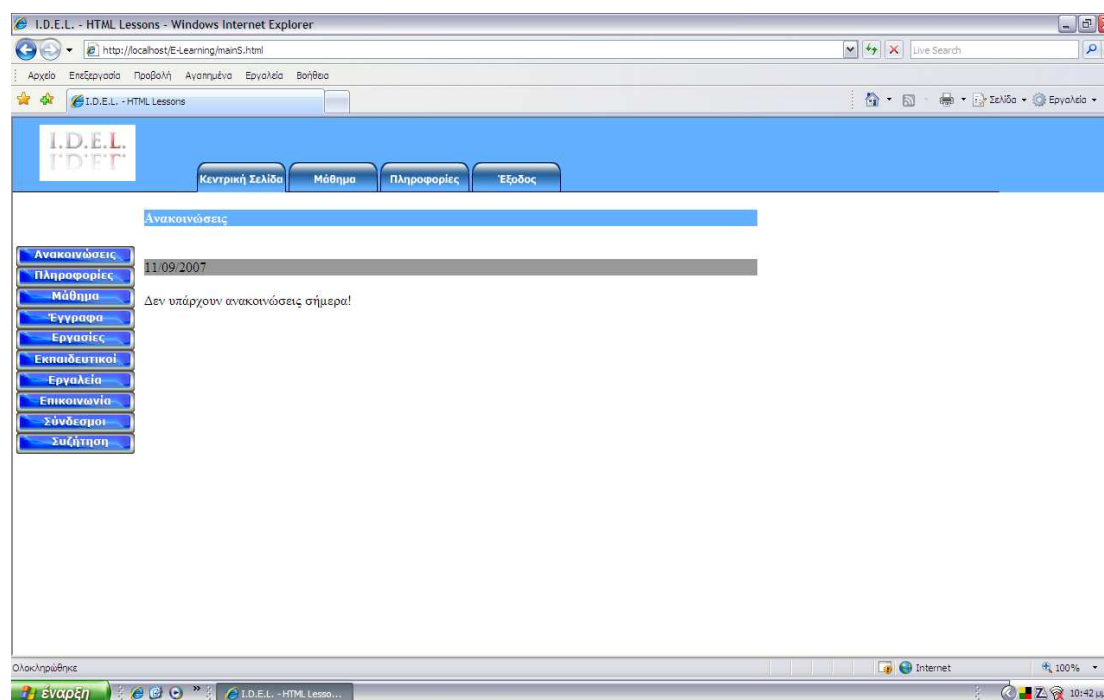 I.D.E.L. - HTML Lessons - Windows Internet Explorer
http://localhost/E-Learning/mainS.html
Live Search
Αρχείο Επεξεργασία Προβολή Αγαπημένα Εργαλεία Βοήθεια
I.D.E.L. - HTML Lessons
Σελίδα Εργαλεία
I.D.E.L.
Κεντρική Σελίδα Μάθημα Πληροφορίες Έξοδος
Ανακοινώσεις
Ανακοινώσεις
Πληροφορίες
Μάθημα
Έγγραφα
Εργασίες
Εκπαιδευτικοί
Εργαλεία
Επικοινωνία
Σύνδεσμοι
Συζήτηση
11/09/2007
Δεν υπάρχουν ανακοινώσεις σήμερα!
Ολοκληρώθηκε
Internet
100%
έναρξη
I.D.E.L. - HTML Lesso...
10:42